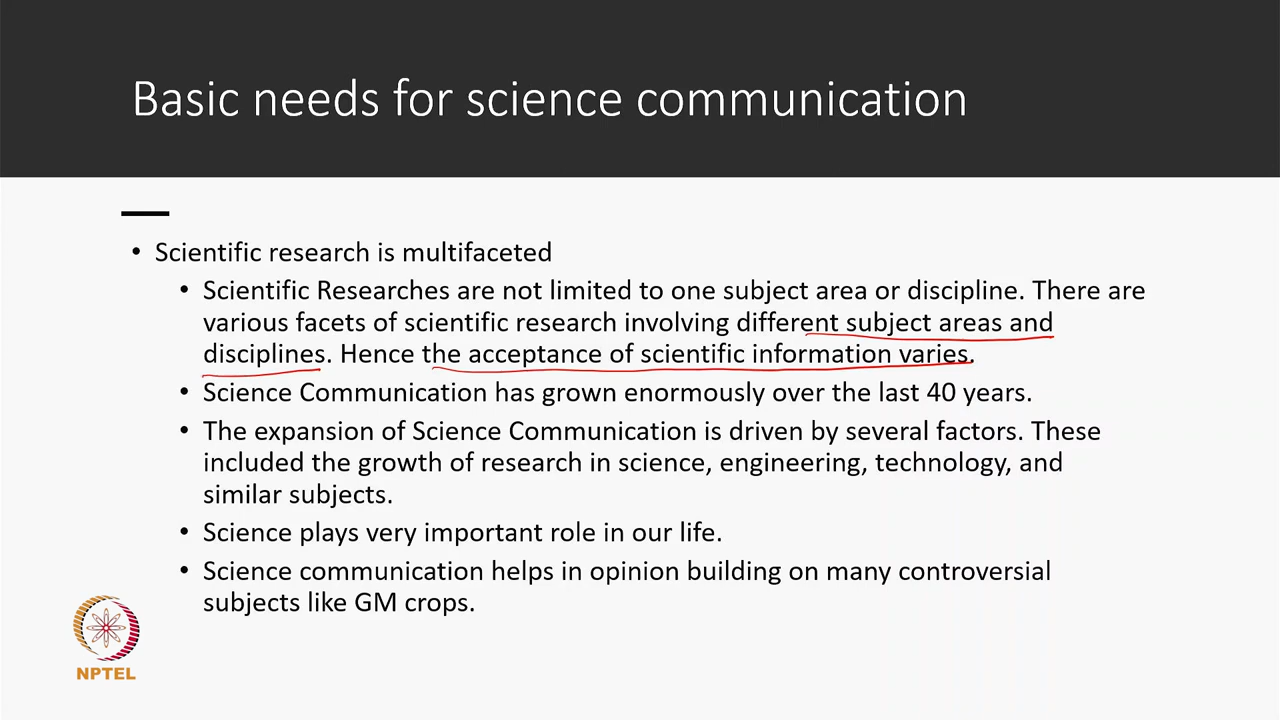 Basic needs for science communication
• Scientific research is multifaceted
• Scientific Researches are not limited to one subject area or discipline. There are
various facets of scientific research involving different subject areas and
disciplines. Hence the acceptance of scientific information varies.
• Science Communication has grown enormously over the last 40 years.
• The expansion of Science Communication is driven by several factors. These
included the growth of research in science, engineering, technology, and
similar subjects.
• Science plays very important role in our life.
• Science communication helps in opinion building on many controversial
subjects like GM crops.
NPTEL